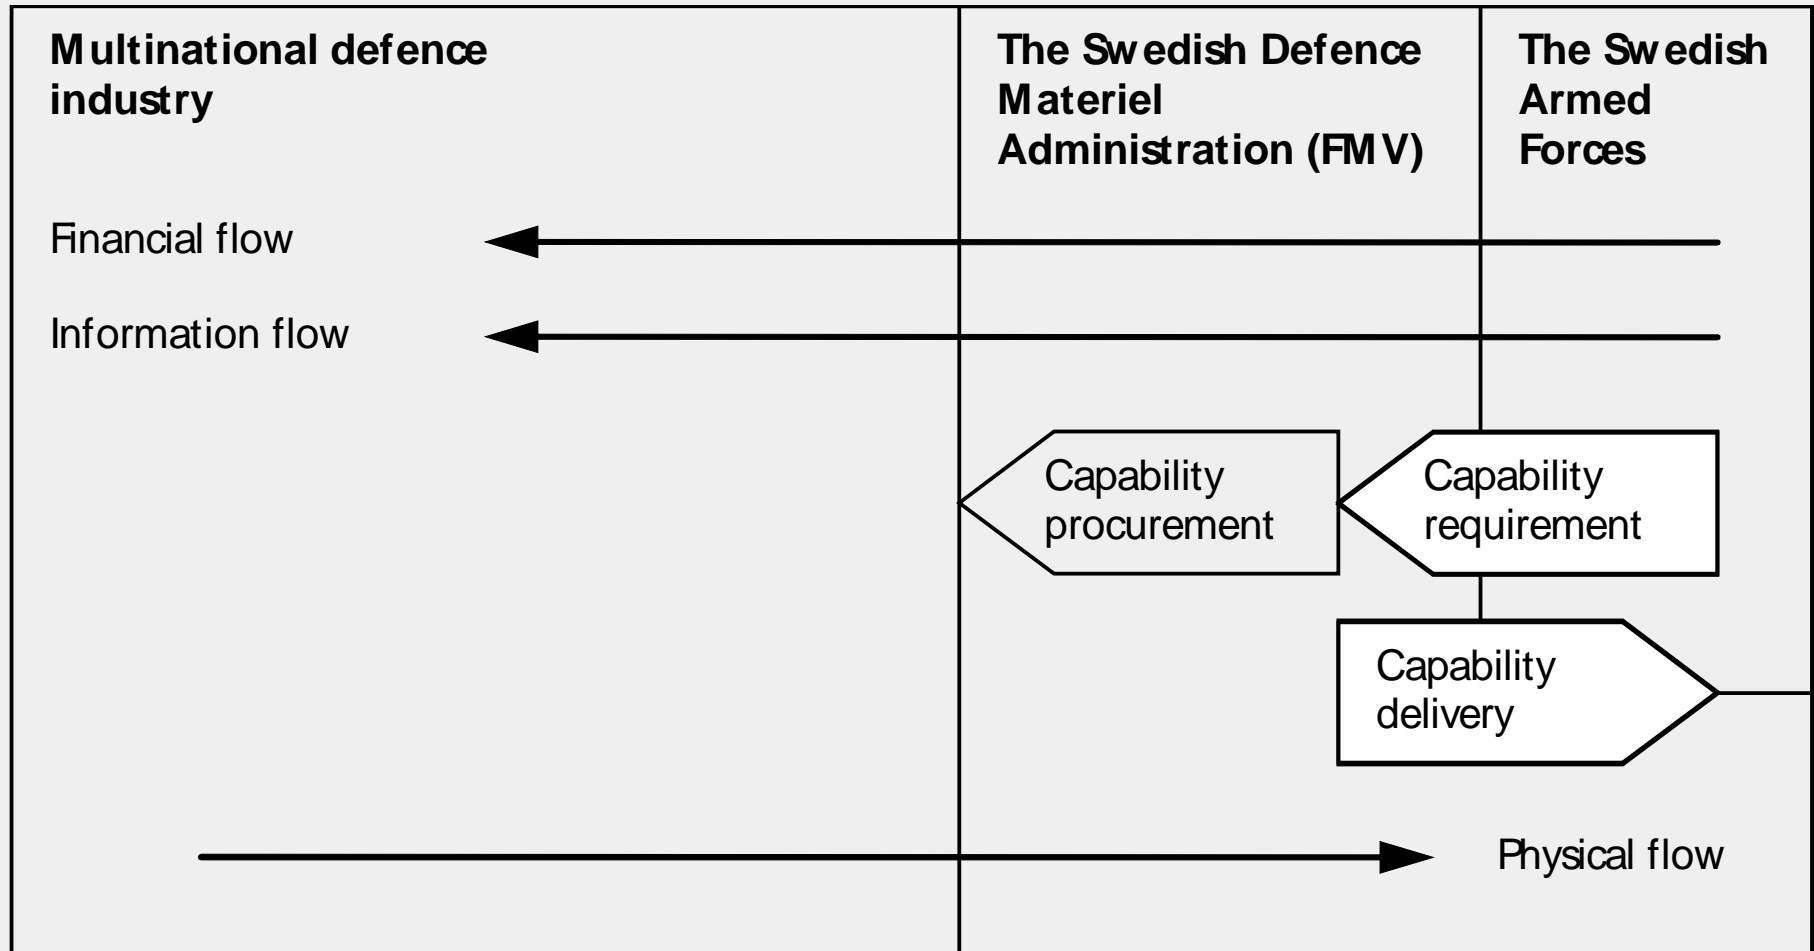 Multinational defence
industry
The Swedish Defence
Materiel
Administration (FMV)
The Swedish
Armed
Forces
Financial flow
Information flow
Capability
procurement
Capability
requirement
Capability
delivery
Physical flow